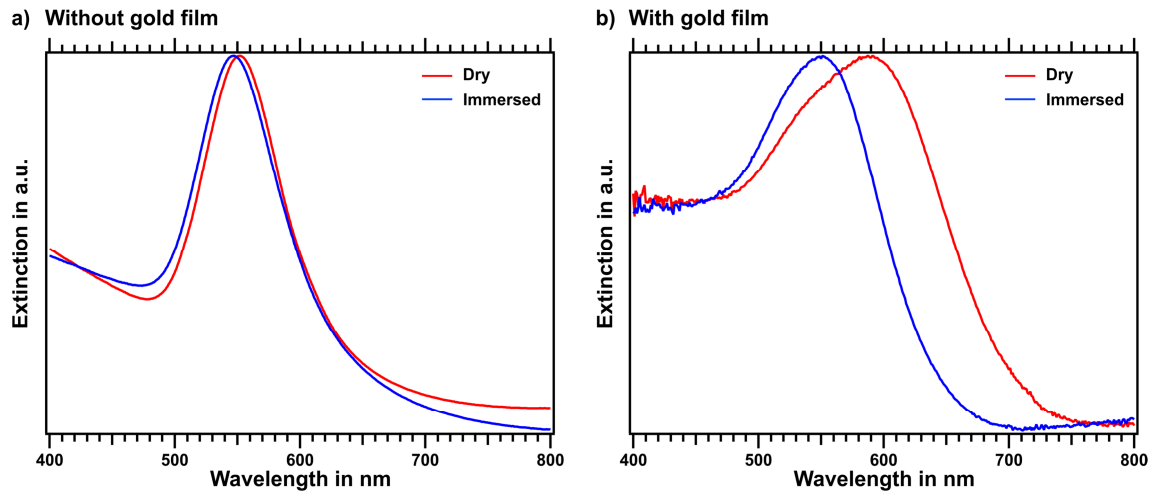 a) Without gold film
Dry
Immersed
Extinction in a.u.
400 500 600 700 800
Wavelength in nm
b) With gold film
Dry
Immersed
Extinction in a.u.
400 500 600 700 800
Wavelength in nm